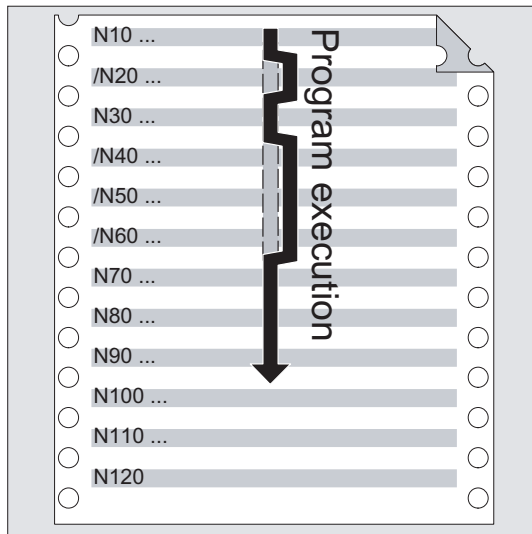 N10 ...
/N20 ...
N30 ...
/N40 ...
/N50 ...
/N60 ...
N70 ...
N80 ...
N90 ...
N100 ...
N110 ...
N120
Program execution